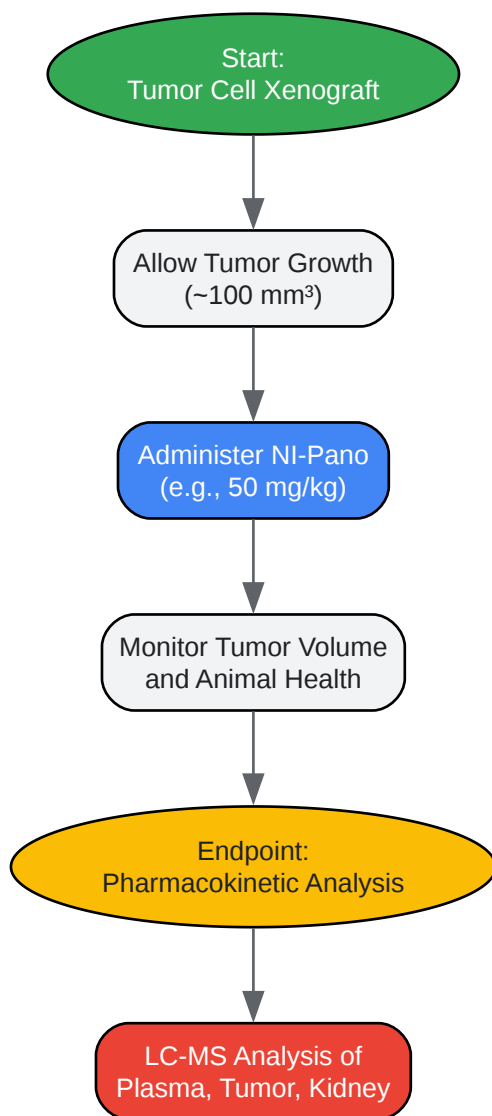 Start:
Tumor Cell Xenograft
Allow Tumor Growth
(~100 mm³)
Administer NI-Pano
(e.g., 50 mg/kg)
Monitor Tumor Volume
and Animal Health
Endpoint:
Pharmacokinetic Analysis
LC-MS Analysis of
Plasma, Tumor, Kidney